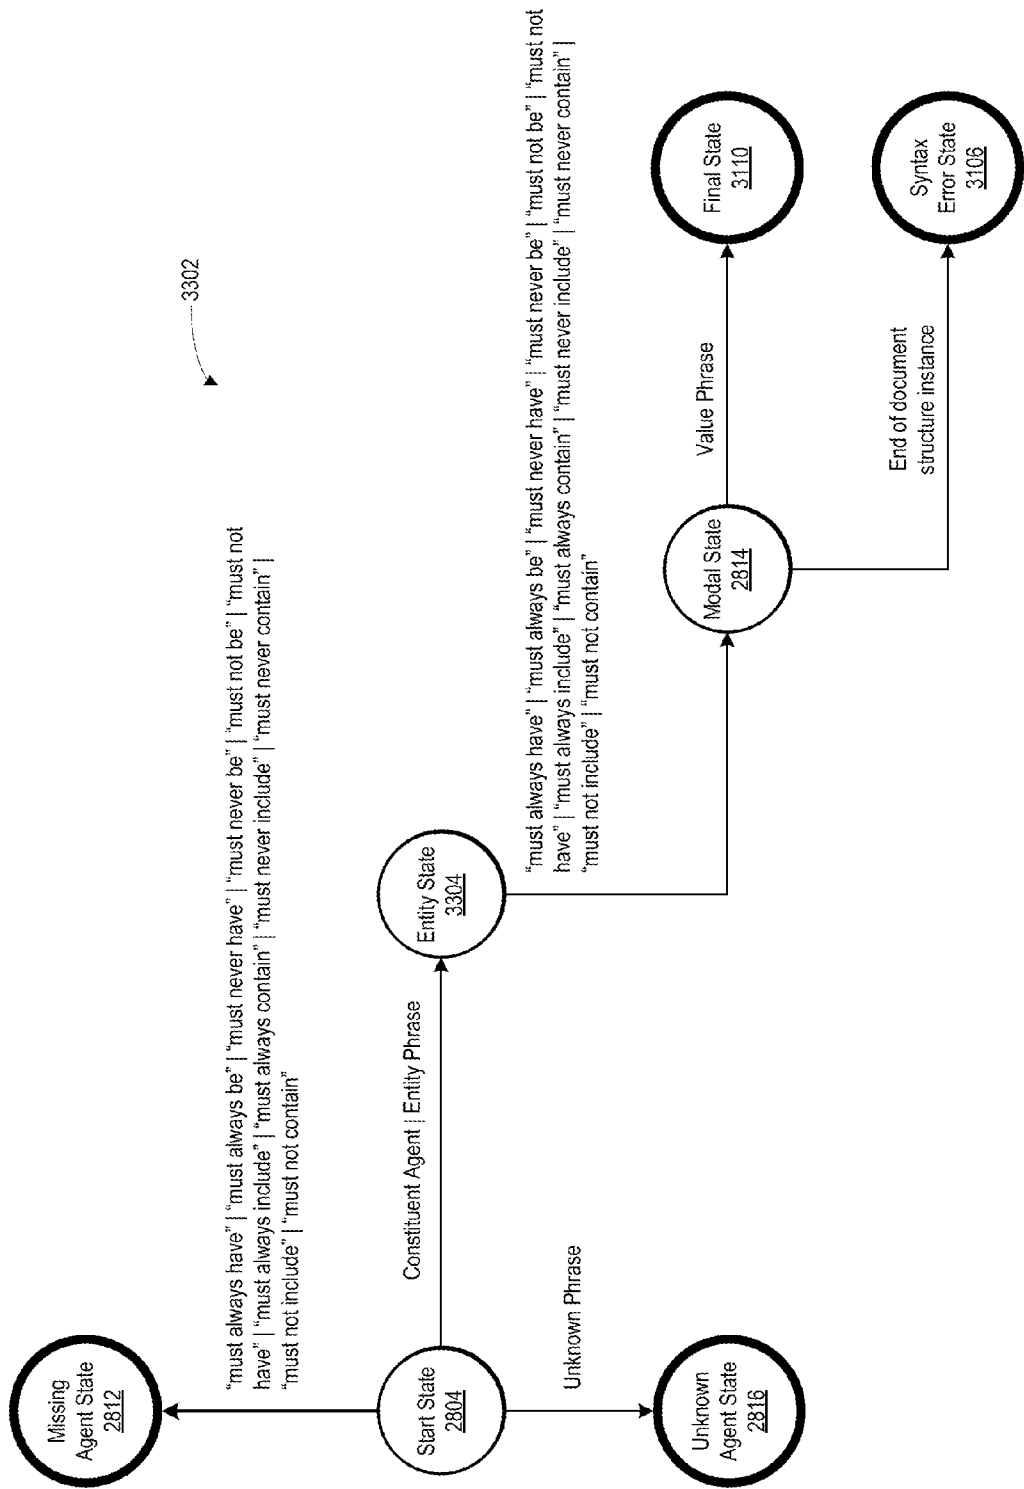 3302
Missing
Agent State
2812
"must always have" | "must always be" | "must never have" | "must never be" | "must not be" | "must not
have" | "must always include" | "must always contain" | "must never include" | "must never contain" |
"must not include" | "must not contain"
Start State
2804
Constituent Agent | Entity Phrase
Entity State
3304
"must always have" | "must always be" | "must never have" | "must never be" | "must not be" | "must not
have" | "must always include" | "must always contain" | "must never include" | "must never contain" |
"must not include" | "must not contain"
Unknown Phrase
Unknown
Agent State
2816
Modal State
2814
Value Phrase
Final State
3110
End of document
structure instance
Syntax
Error State
3106